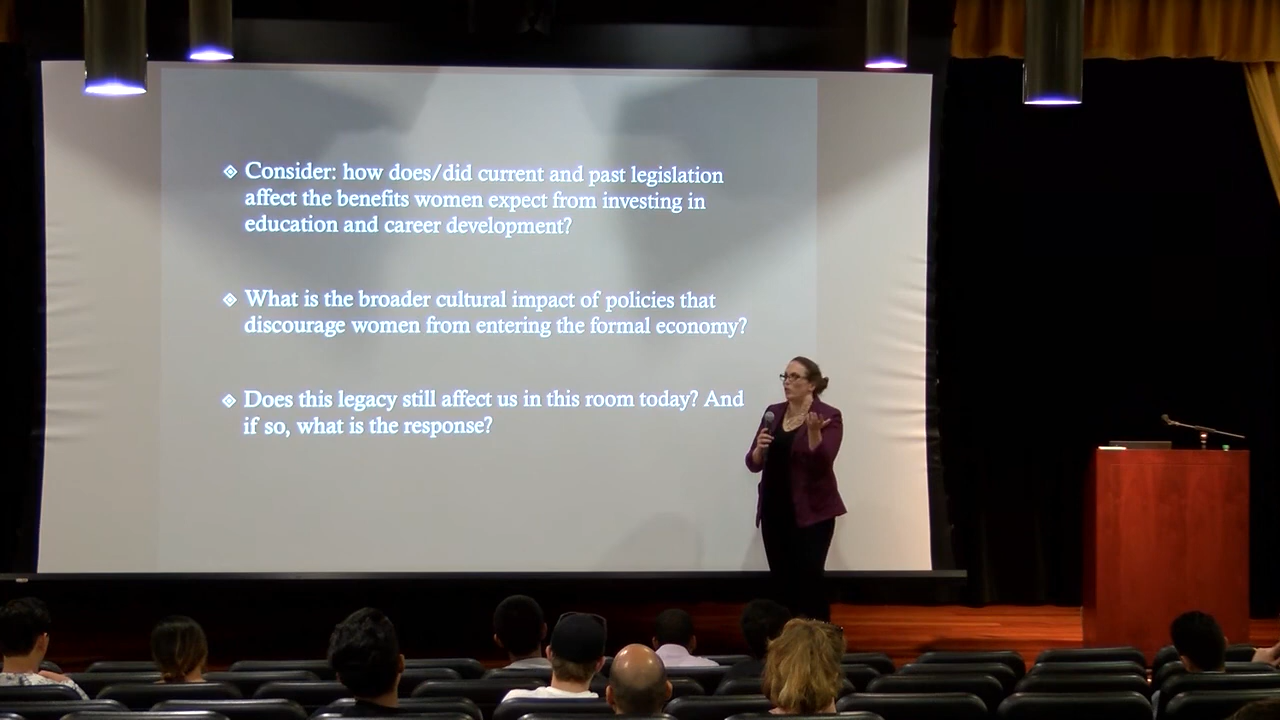 Consider: how does/did current and past legislation
affect the benefits women expect from investing in
education and career development?
What is the broader cultural impact of policies that
discourage women from entering the formal economy?
Does this legacy still affect us in this room today? And
if so, what is the response?